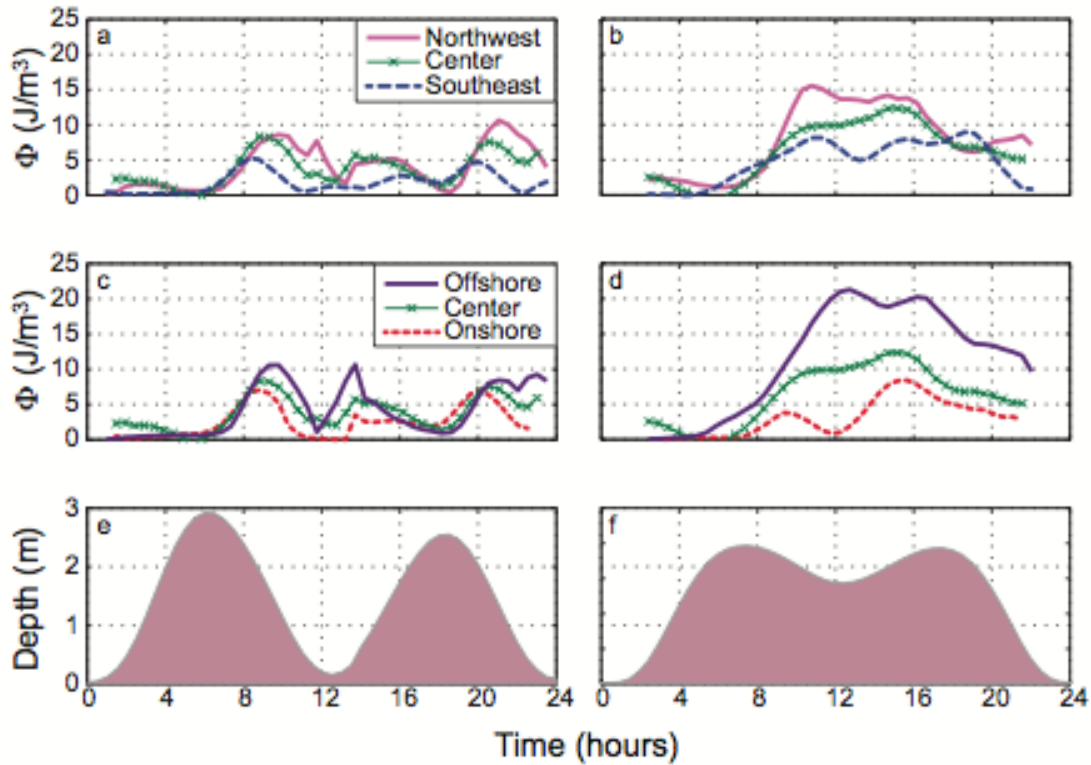 a
b
25
20
15
10
5
0
Φ (J/m³)
Northwest
Center
Southeast
c
d
25
20
15
10
5
0
Φ (J/m³)
Offshore
Center
Onshore
e
f
3
2
1
0
Depth (m)
0 4 8 12 16 20 24
0 4 8 12 16 20 24
Time (hours)